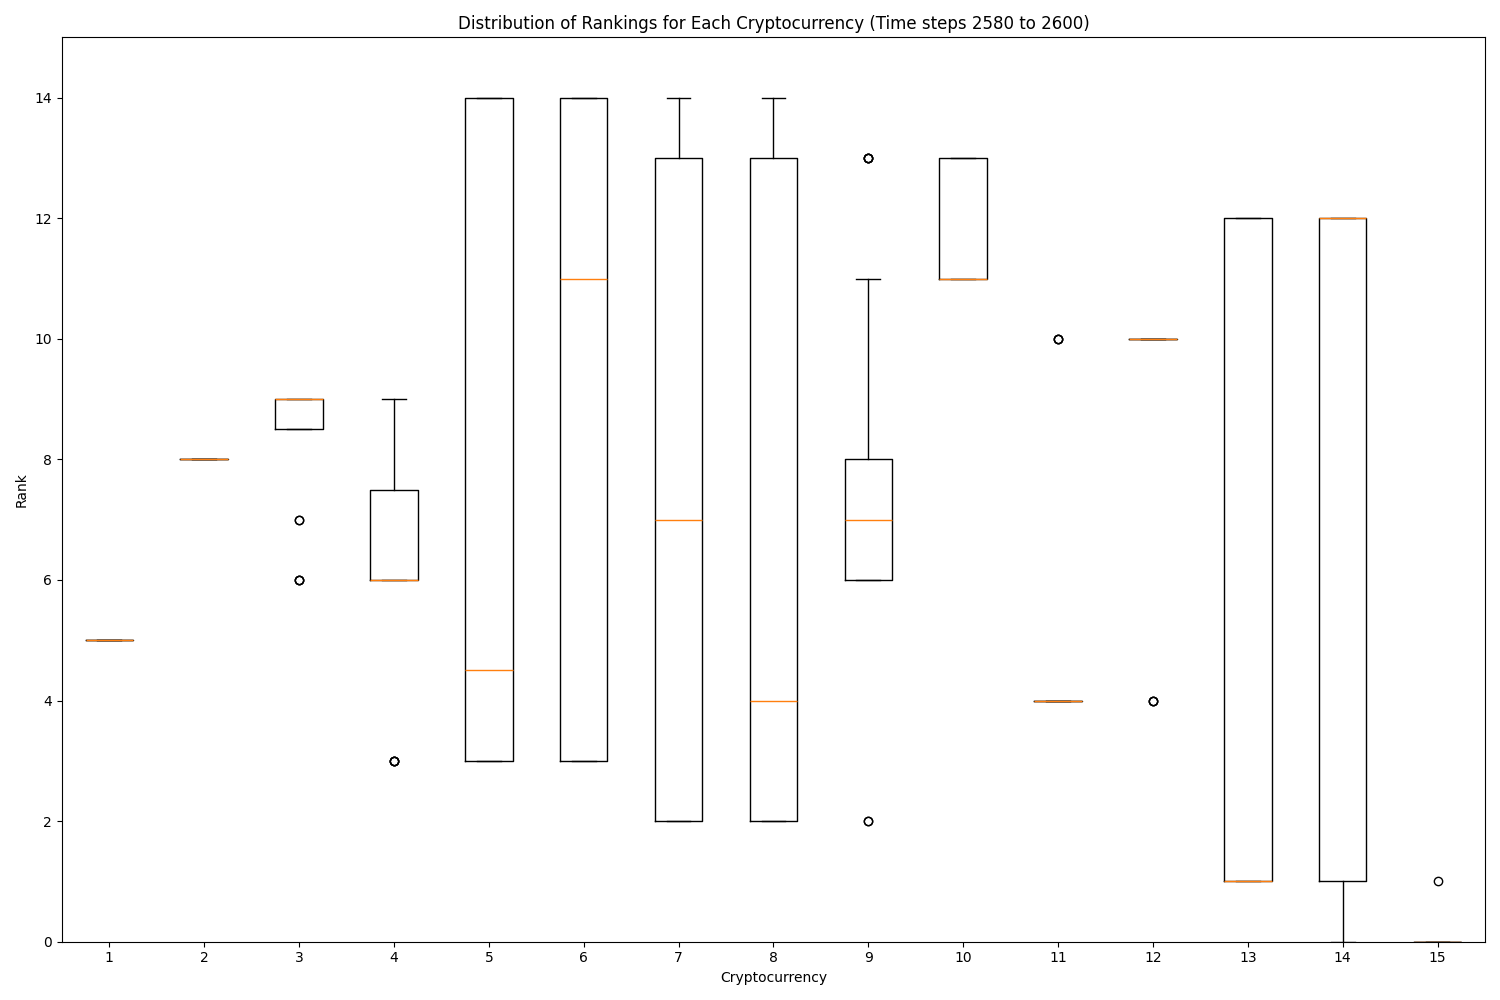 Distribution of Rankings for Each Cryptocurrency (Time steps 2580 to 2600)
Rank
14
12
10
8
6
4
2
0
1 2 3 4 5 6 7 8 9 10 11 12 13 14 15
Cryptocurrency